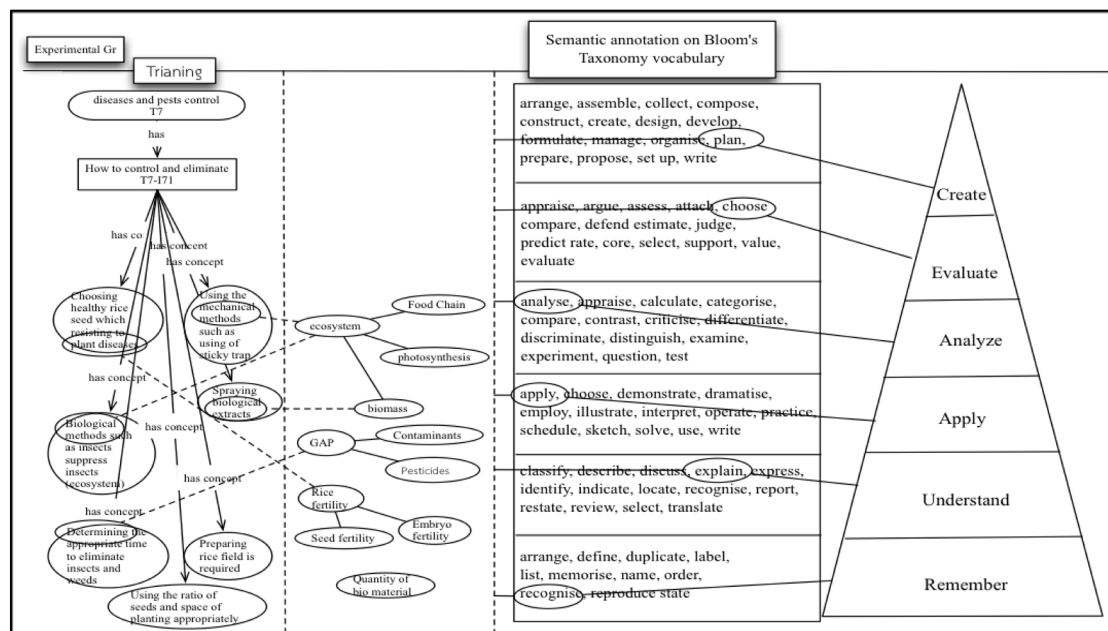 Experimental Gr
Semantic annotation on Bloom's
Taxonomy vocabulary
Trianing
diseases and pests control
T7
has
How to control and eliminate
T7-I71
has co
has concept
has concept
Choosing
healthy rice
seed which
resisting to
plant diseases
Using the
mechanical
methods
such as
using of
sticky trap
has concept
Spraying
biological
extracts
Biological
methods such
as insects
suppress
insects
(ecosystem)
has concept
has concept
has concept
Determining the
appropriate time
to eliminate
insects and
weeds
Preparing
rice field is
required
Using the ratio of
seeds and space of
planting appropriately
Food Chain
ecosystem
photosynthesis
biomass
Contaminants
GAP
Pesticides
Rice
fertility
Embryo
fertility
Seed fertility
Quantity of
bio material
arrange, assemble, collect, compose,
construct, create, design, develop,
formulate, manage, organise, plan,
prepare, propose, set up, write
appraise, argue, assess, attach, choose
compare, defend estimate, judge,
predict rate, core, select, support, value,
evaluate
analyse, appraise, calculate, categorise,
compare, contrast, criticise, differentiate,
discriminate, distinguish, examine,
experiment, question, test
apply, choose, demonstrate, dramatise,
employ, illustrate, interpret, operate, practice,
schedule, sketch, solve, use, write
classify, describe, discuss, explain, express,
identify, indicate, locate, recognise, report,
restate, review, select, translate
arrange, define, duplicate, label,
list, memorise, name, order,
recognise, reproduce state
Create
Evaluate
Analyze
Apply
Understand
Remember